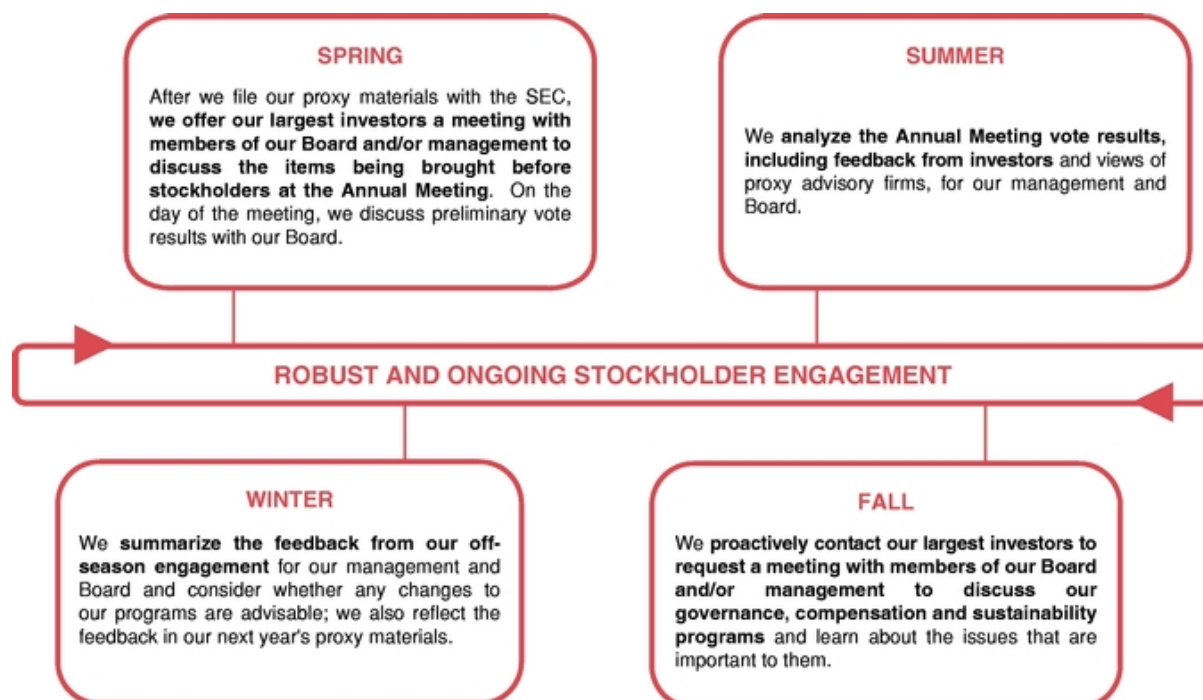 SPRING
After we file our proxy materials with the SEC,
we offer our largest investors a meeting with
members of our Board and/or management to
discuss the items being brought before
stockholders at the Annual Meeting. On the
day of the meeting, we discuss preliminary vote
results with our Board.
SUMMER
We analyze the Annual Meeting vote results,
including feedback from investors and views of
proxy advisory firms, for our management and
Board.
ROBUST AND ONGOING STOCKHOLDER ENGAGEMENT
WINTER
We summarize the feedback from our off-
season engagement for our management and
Board and consider whether any changes to
our programs are advisable; we also reflect the
feedback in our next year's proxy materials.
FALL
We proactively contact our largest investors to
request a meeting with members of our Board
and/or management to discuss our
governance, compensation and sustainability
programs and learn about the issues that are
important to them.